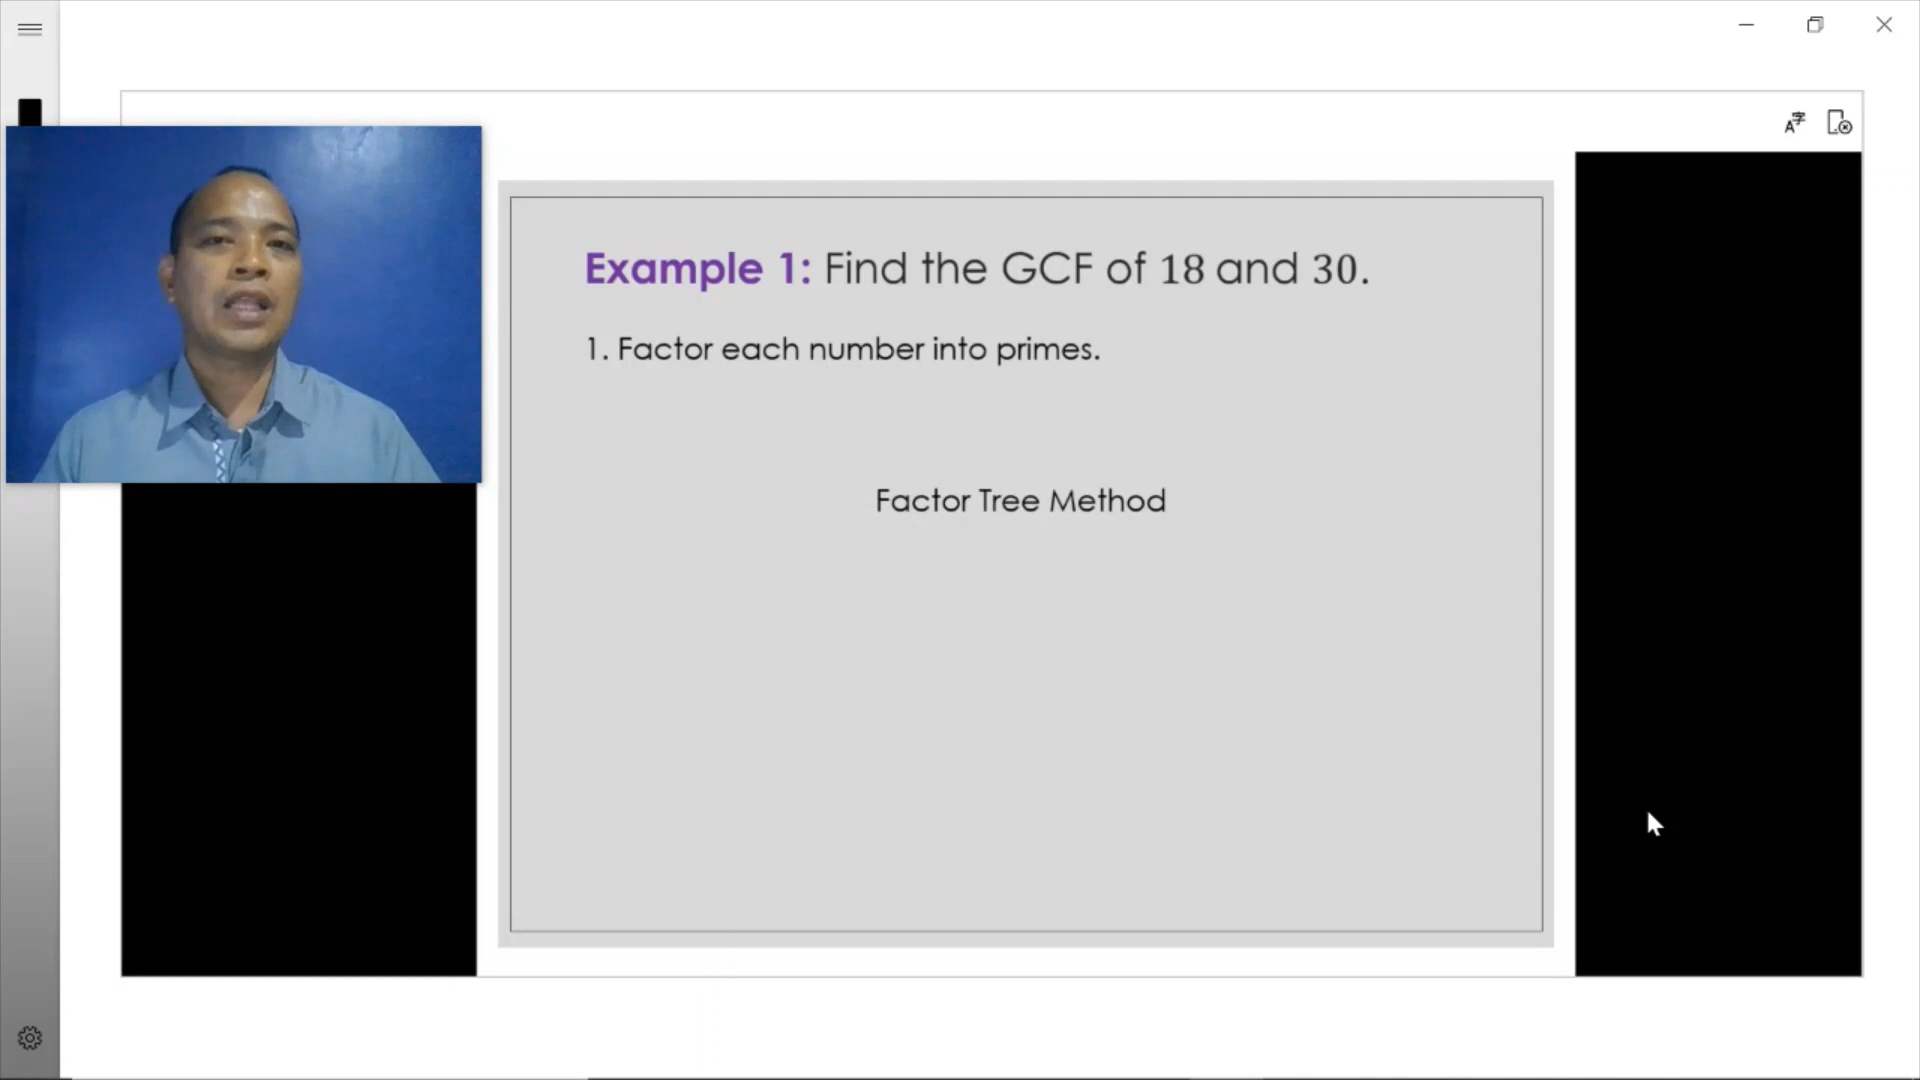 Example 1: Find the GCF of 18 and 30.
1. Factor each number into primes.
Factor Tree Method